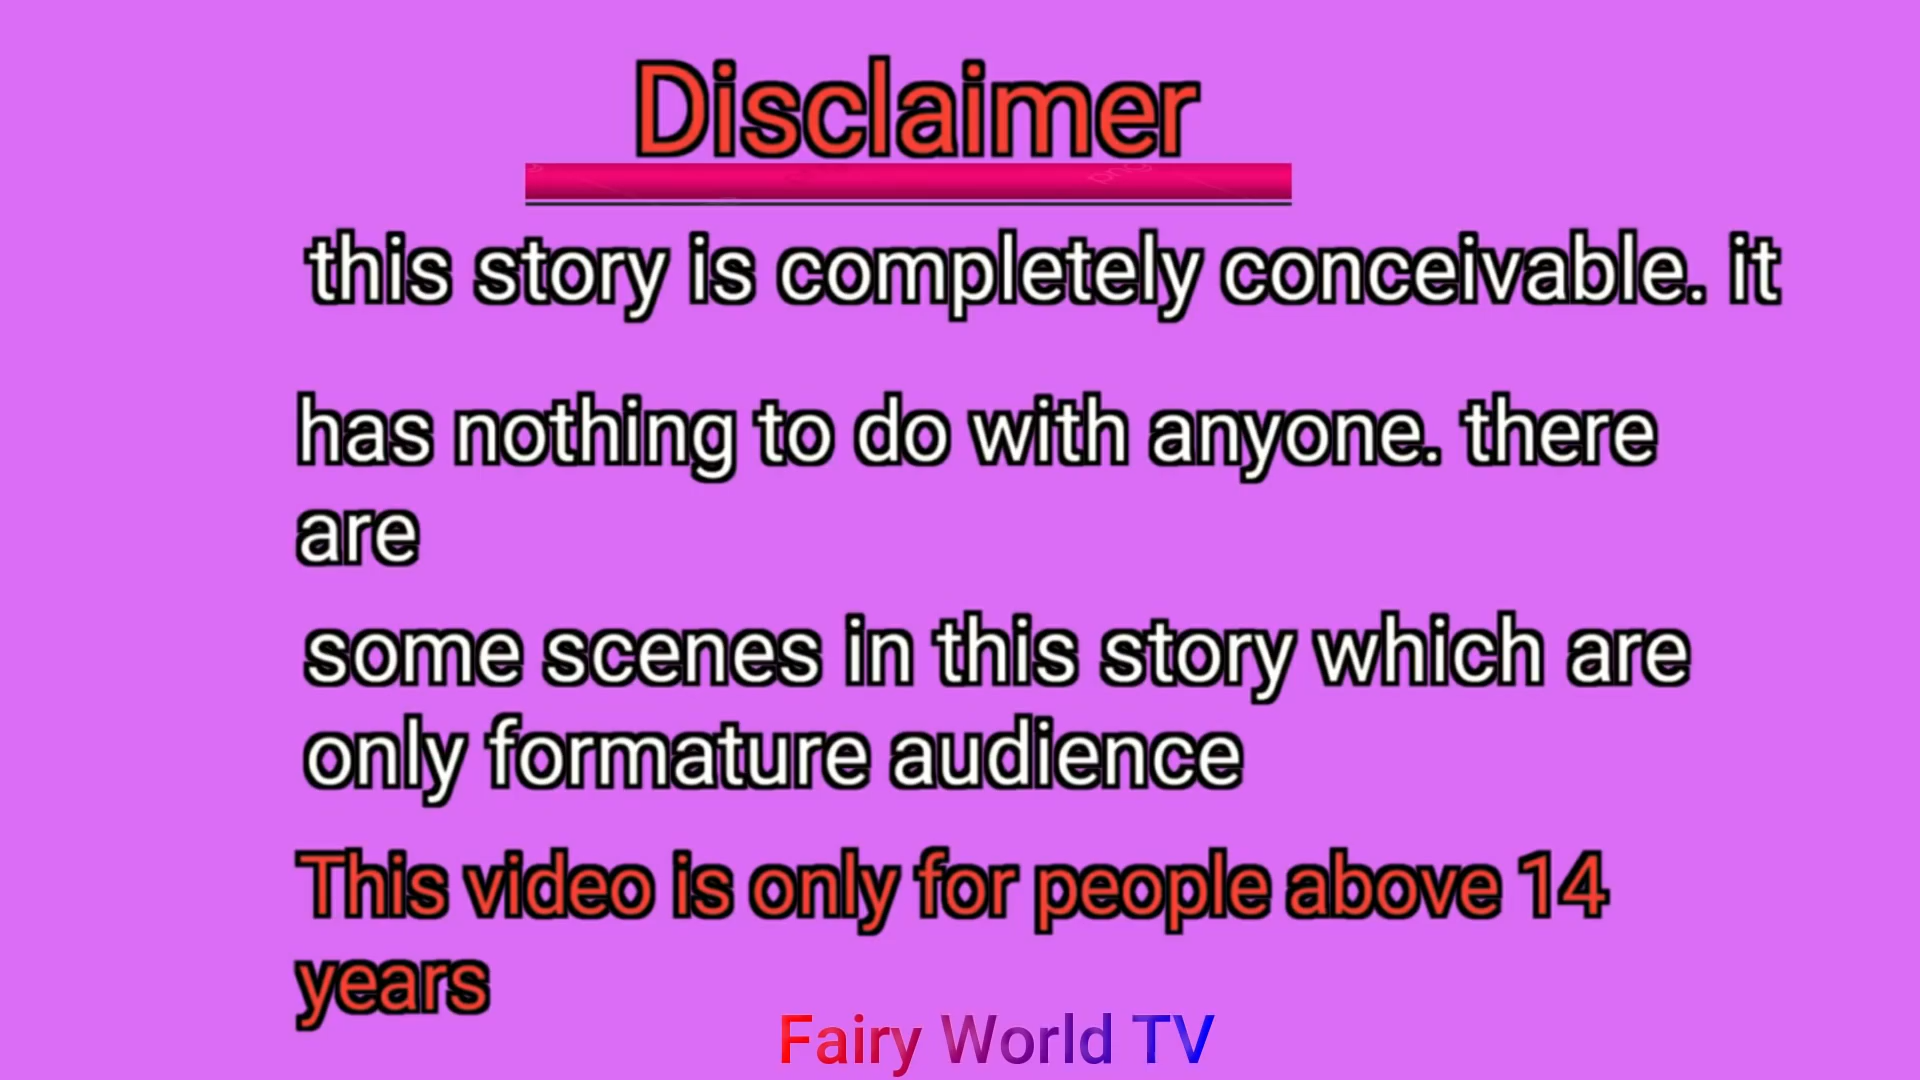 Disclaimer
this story is completely conceivable. it
has nothing to do with anyone. there
are
some scenes in this story which are
only formature audience
This video is only for people above 14
years
Fairy World TV